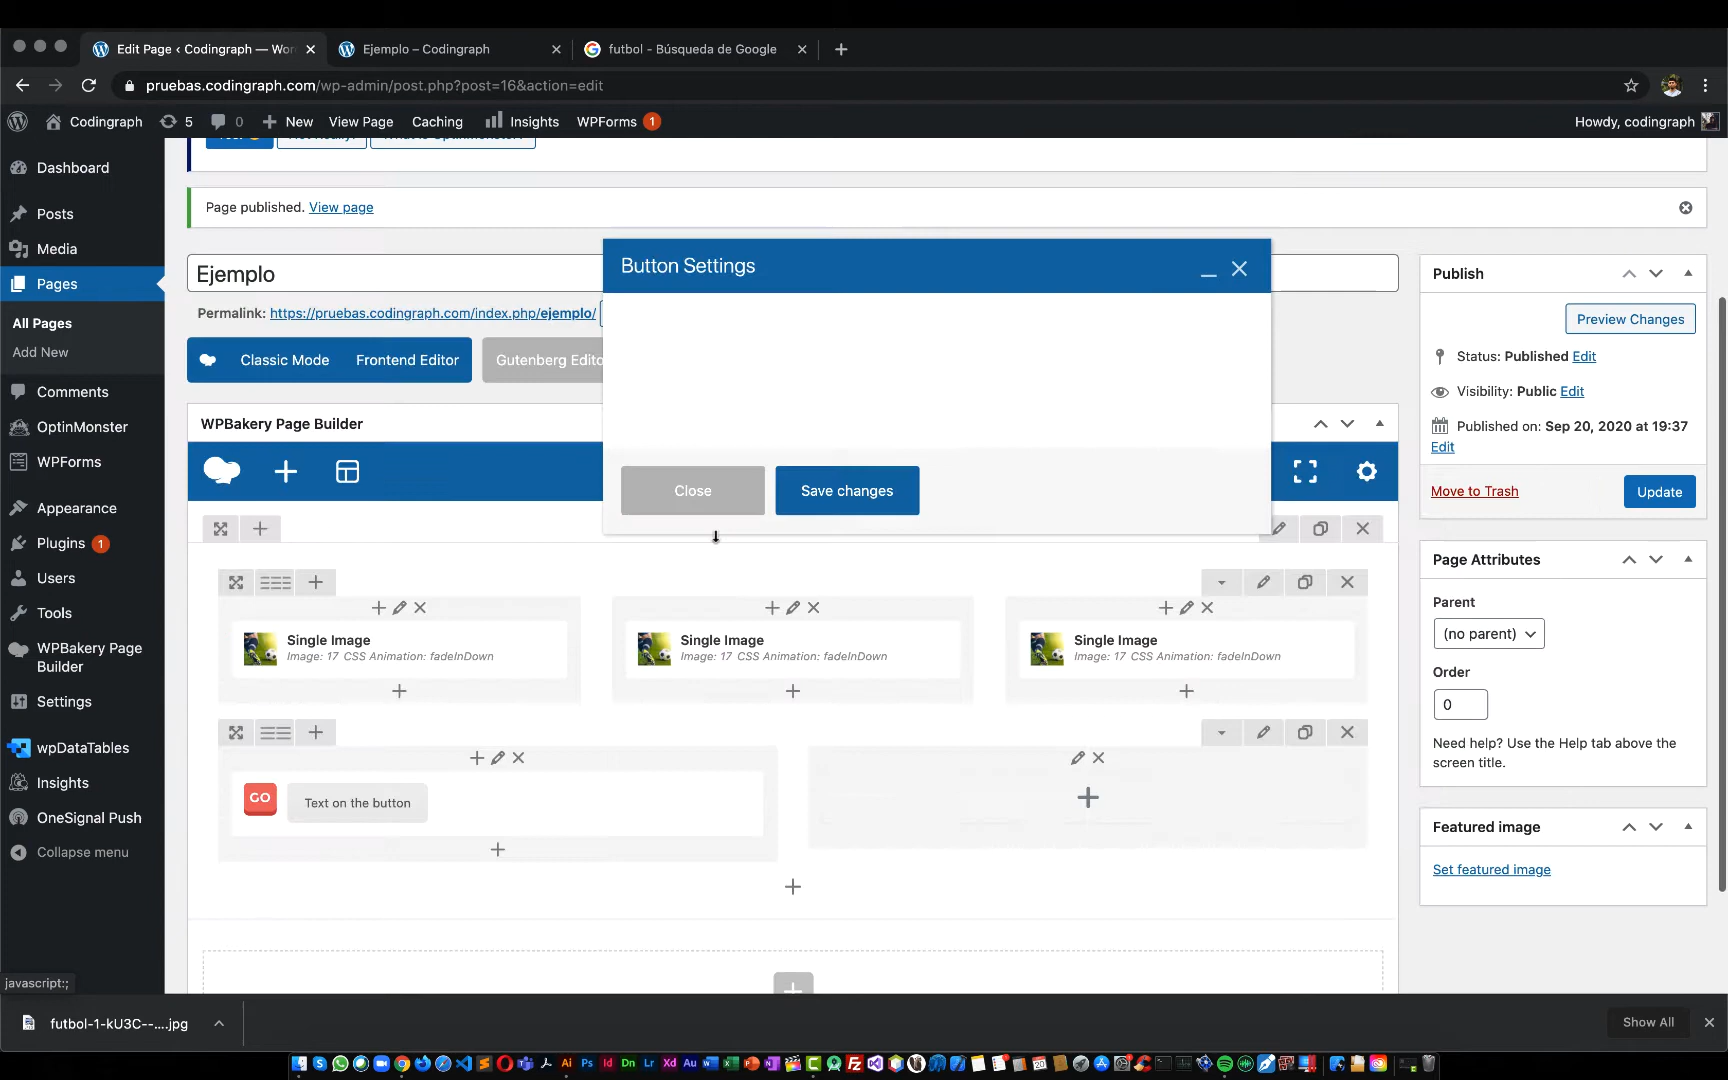 Edit Page ‹ Codingraph — Wor
Ejemplo – Codingraph
futbol - Búsqueda de Google
pruebas.codingraph.com/wp-admin/post.php?post=16&action=edit
Codingraph
5
0
New
View Page
Caching
Insights
WPForms
1
Howdy, codingraph
Dashboard
Posts
Media
Pages
All Pages
Add New
Comments
OptinMonster
WPForms
Appearance
Plugins 1
Users
Tools
WPBakery Page
Builder
Settings
wpDataTables
Insights
OneSignal Push
Collapse menu
Page published. View page
Ejemplo
Permalink: https://pruebas.codingraph.com/index.php/ejemplo/
Classic Mode
Frontend Editor
Gutenberg Edito
WPBakery Page Builder
Button Settings
Close
Save changes
Single Image
Image: 17 CSS Animation: fadeInDown
Single Image
Image: 17 CSS Animation: fadeInDown
Single Image
Image: 17 CSS Animation: fadeInDown
GO
Text on the button
Publish
Preview Changes
Status: Published Edit
Visibility: Public Edit
Published on: Sep 20, 2020 at 19:37
Edit
Move to Trash
Update
Page Attributes
Parent
(no parent)
Order
0
Need help? Use the Help tab above the
screen title.
Featured image
Set featured image
javascript:;
futbol-1-kU3C--....jpg
Show All